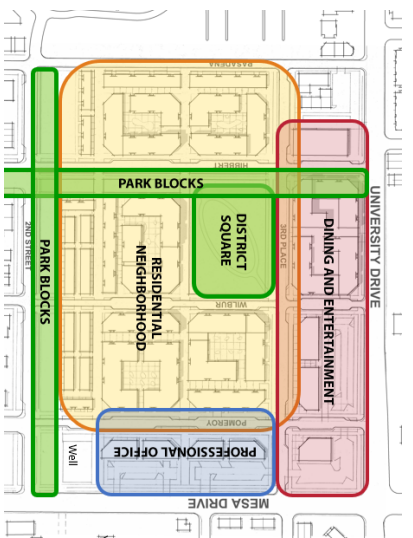 PASADENA
HIBBERT
PARK BLOCKS
DISTRICT
SQUARE
3RD PLACE
UNIVERSITY DRIVE
2ND STREET
PARK BLOCKS
RESIDENTIAL
NEIGHBORHOOD
DINING AND ENTERTAINMENT
WILBUR
POMEROY
Well
PROFESSIONAL OFFICE
MESA DRIVE